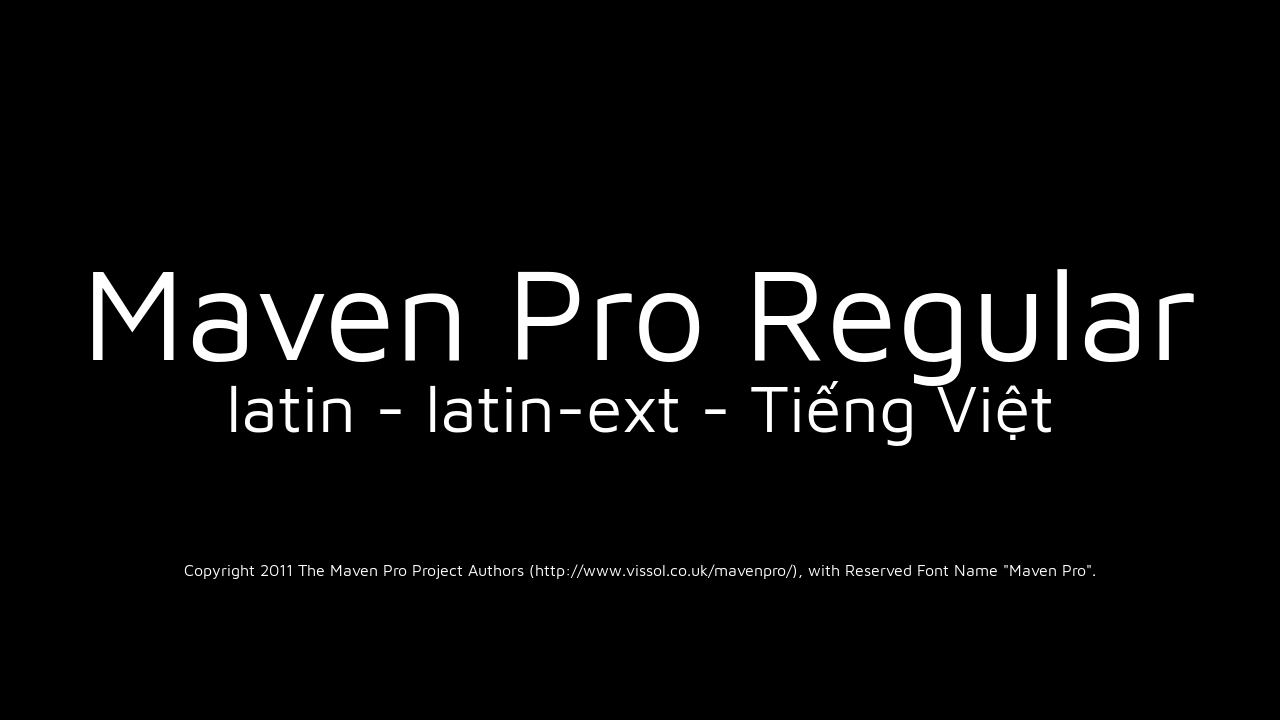 Maven Pro Regular
latin - latin-ext - Tiếng Việt
Copyright 2011 The Maven Pro Project Authors (http://www.vissol.co.uk/mavenpro/), with Reserved Font Name "Maven Pro".